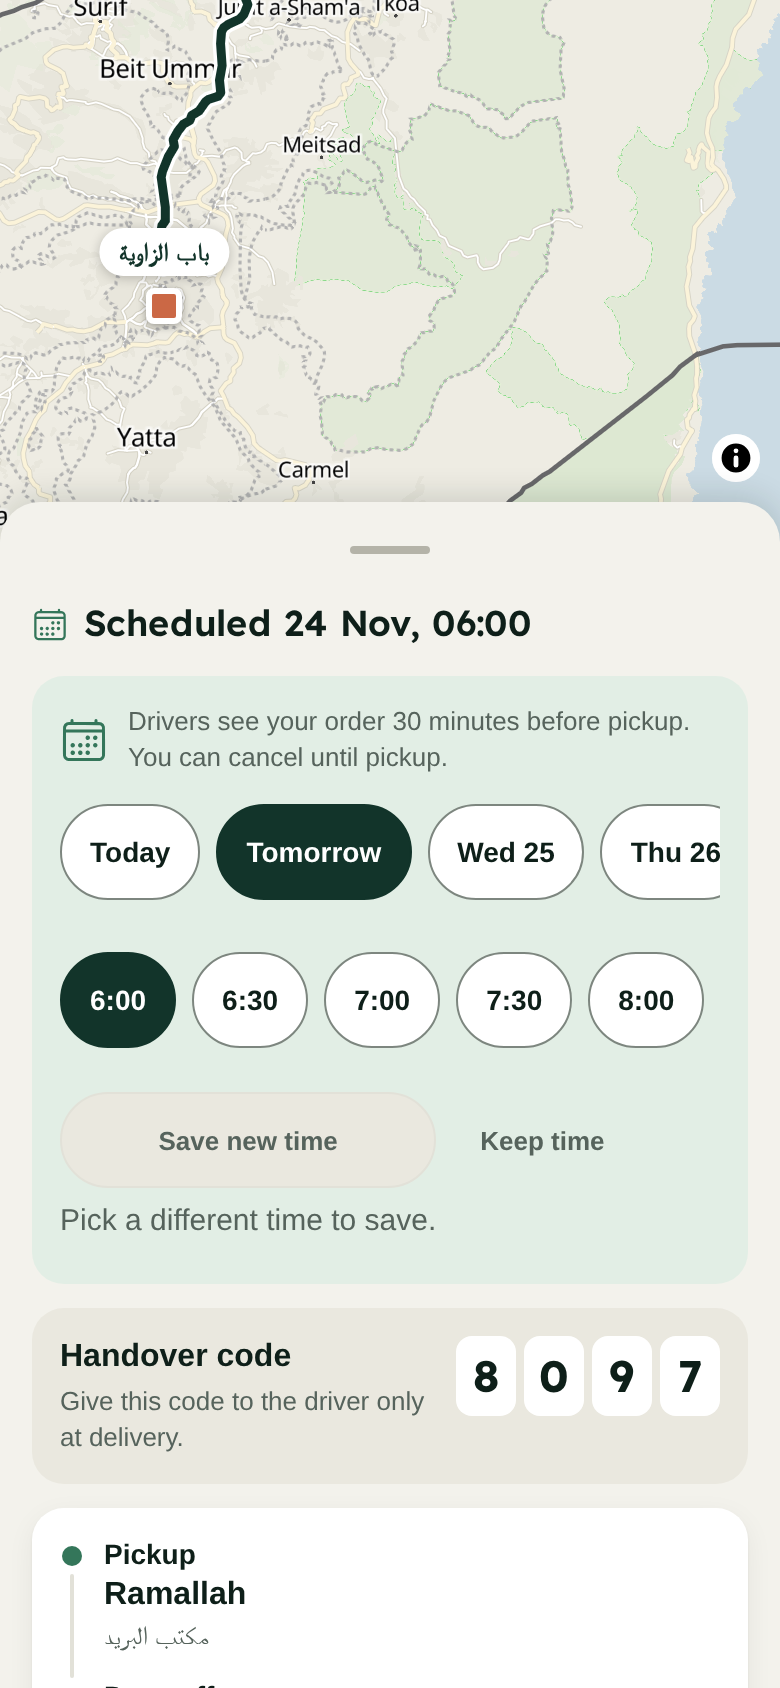 Surif
a-Sham'a
Beit Ummar
Meitsad
باب الزاوية
Yatta
Carmel
Scheduled 24 Nov, 06:00
Drivers see your order 30 minutes before pickup.
You can cancel until pickup.
Today
Tomorrow
Wed 25
Thu 26
6:00
6:30
7:00
7:30
8:00
Save new time
Keep time
Pick a different time to save.
Handover code
8 0 9 7
Give this code to the driver only
at delivery.
Pickup
Ramallah
مكتب البريد